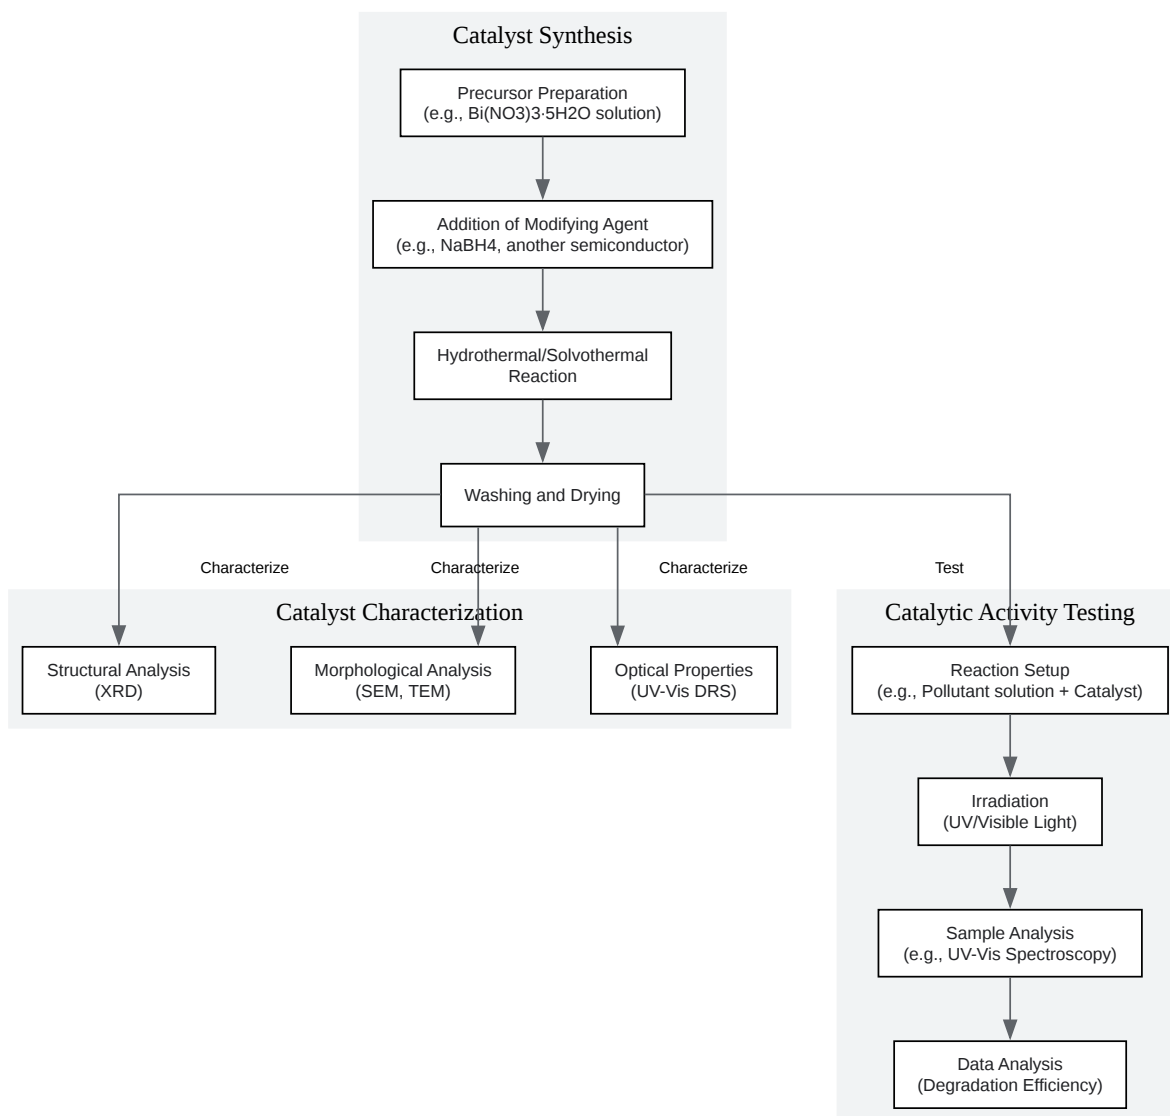 Catalyst Synthesis
Precursor Preparation
(e.g., Bi(NO3)3·5H2O solution)
Addition of Modifying Agent
(e.g., NaBH4, another semiconductor)
Hydrothermal/Solvothermal
Reaction
Washing and Drying
Characterize
Characterize
Characterize
Test
Catalyst Characterization
Structural Analysis
(XRD)
Morphological Analysis
(SEM, TEM)
Optical Properties
(UV-Vis DRS)
Catalytic Activity Testing
Reaction Setup
(e.g., Pollutant solution + Catalyst)
Irradiation
(UV/Visible Light)
Sample Analysis
(e.g., UV-Vis Spectroscopy)
Data Analysis
(Degradation Efficiency)